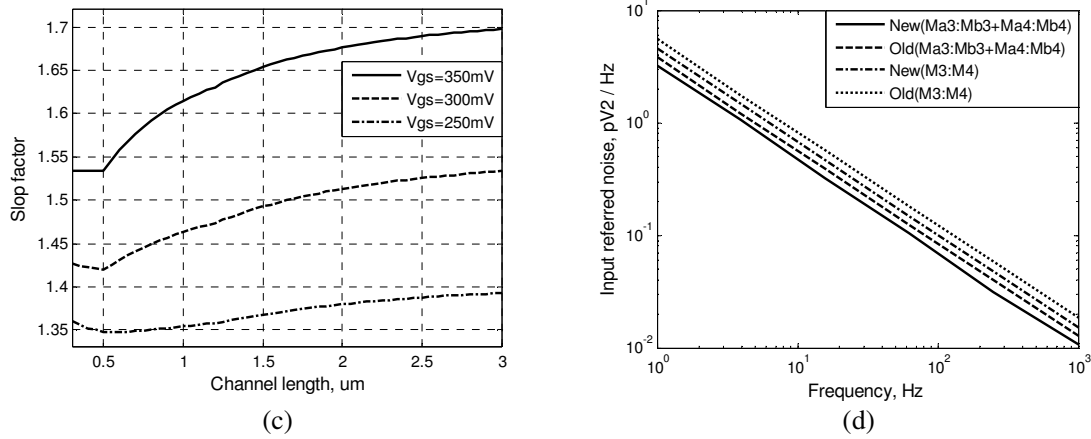 1.7
1.65
1.6
1.55
1.5
1.45
1.4
1.35
Slop factor
Vgs=350mV
Vgs=300mV
Vgs=250mV
0.5 1 1.5 2 2.5 3
Channel length, um
(c)
10^1
10^0
10^-1
10^-2
Input referred noise, pV2 / Hz
New(Ma3:Mb3+Ma4:Mb4)
Old(Ma3:Mb3+Ma4:Mb4)
New(M3:M4)
Old(M3:M4)
10^0 10^1 10^2 10^3
Frequency, Hz
(d)